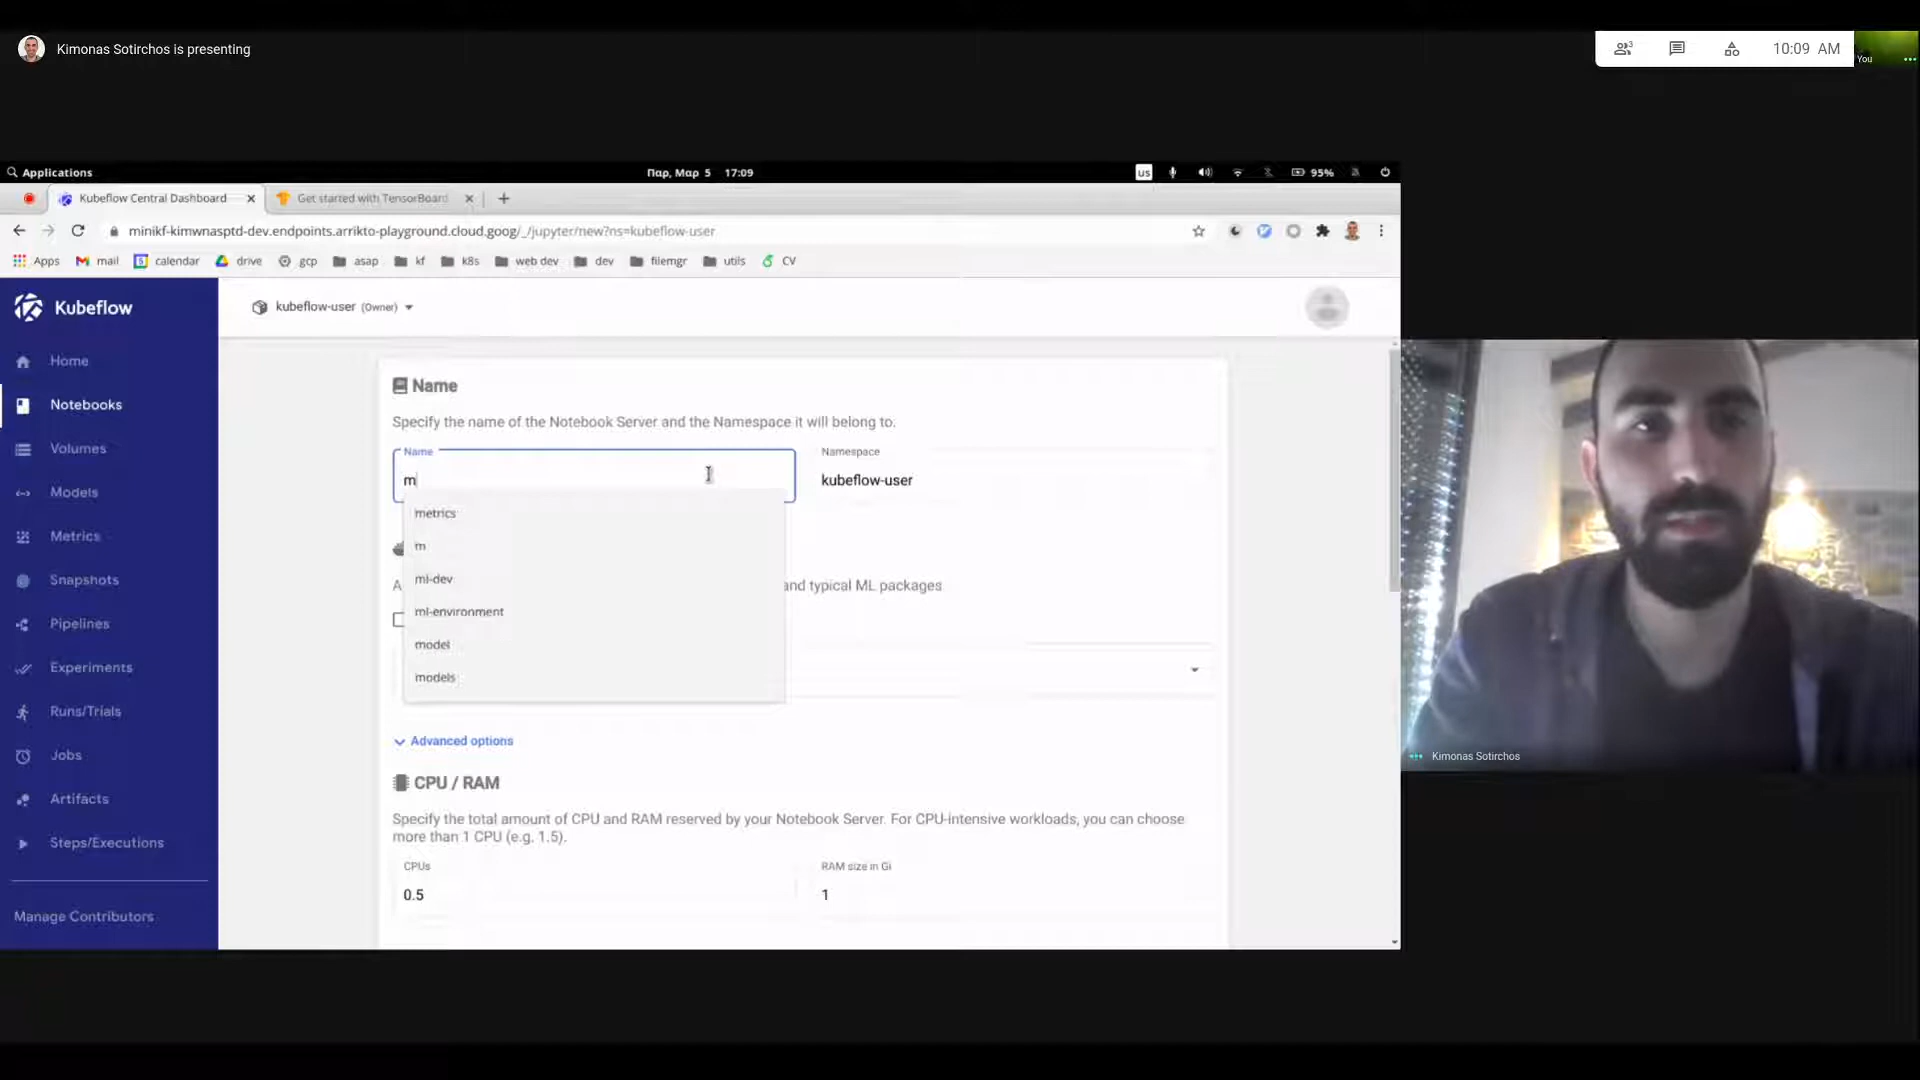 Kimonas Sotirchos is presenting
3
10:09 AM
You
Applications
Παρ, Μαρ 5 17:09
us
95%
Kubeflow Central Dashboard
Get started with TensorBoard
minikf-kimwnasptd-dev.endpoints.arrikto-playground.cloud.goog/_/jupyter/new?ns=kubeflow-user
Apps
mail
calendar
drive
gcp
asap
kf
k8s
web dev
dev
filemgr
utils
CV
Kubeflow
kubeflow-user (Owner)
Home
Notebooks
Volumes
Models
Metrics
Snapshots
Pipelines
Experiments
Runs/Trials
Jobs
Artifacts
Steps/Executions
Manage Contributors
Name
Specify the name of the Notebook Server and the Namespace it will belong to.
Name
m
Namespace
kubeflow-user
metrics
m
ml-dev
ml-environment
model
models
A
and typical ML packages
Advanced options
CPU / RAM
Specify the total amount of CPU and RAM reserved by your Notebook Server. For CPU-intensive workloads, you can choose
more than 1 CPU (e.g. 1.5).
CPUs
0.5
RAM size in Gi
1
Kimonas Sotirchos